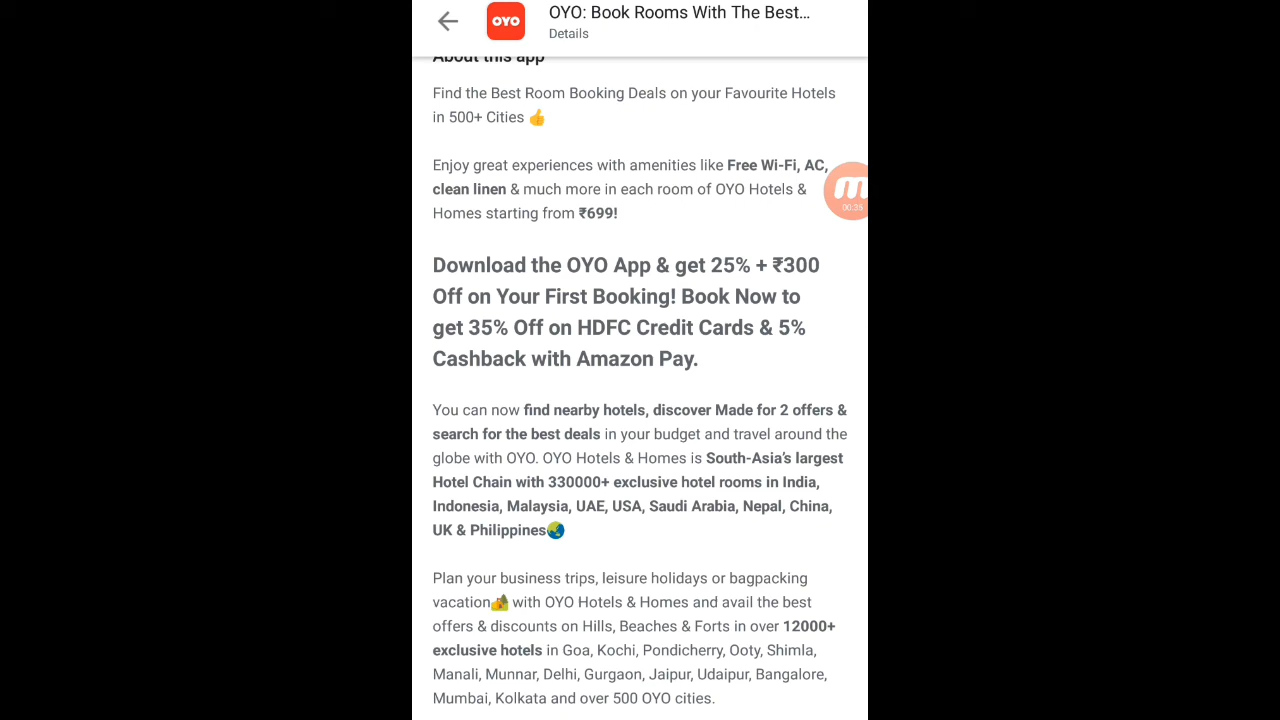 OYO: Book Rooms With The Best...
OYO
Details
About this app
Find the Best Room Booking Deals on your Favourite Hotels
in 500+ Cities 👍
Enjoy great experiences with amenities like Free Wi-Fi, AC,
clean linen & much more in each room of OYO Hotels &
Homes starting from ₹699!
00:35
Download the OYO App & get 25% + ₹300
Off on Your First Booking! Book Now to
get 35% Off on HDFC Credit Cards & 5%
Cashback with Amazon Pay.
You can now find nearby hotels, discover Made for 2 offers &
search for the best deals in your budget and travel around the
globe with OYO. OYO Hotels & Homes is South-Asia’s largest
Hotel Chain with 330000+ exclusive hotel rooms in India,
Indonesia, Malaysia, UAE, USA, Saudi Arabia, Nepal, China,
UK & Philippines🌏
Plan your business trips, leisure holidays or bagpacking
vacation🏕 with OYO Hotels & Homes and avail the best
offers & discounts on Hills, Beaches & Forts in over 12000+
exclusive hotels in Goa, Kochi, Pondicherry, Ooty, Shimla,
Manali, Munnar, Delhi, Gurgaon, Jaipur, Udaipur, Bangalore,
Mumbai, Kolkata and over 500 OYO cities.